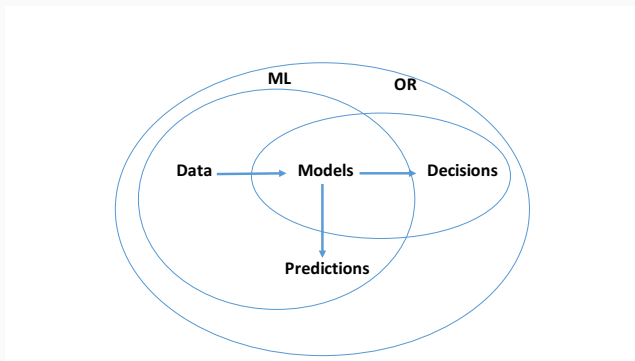 ML
OR
Data
Models
Decisions
Predictions